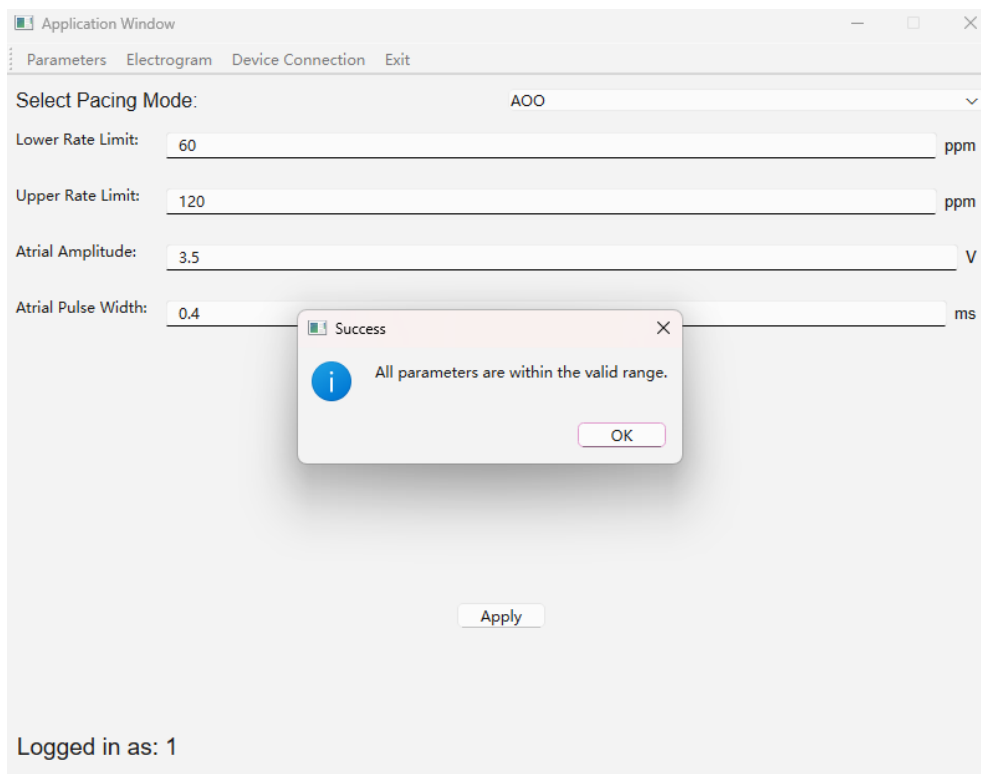 Application Window
Parameters Electrogram Device Connection Exit
Select Pacing Mode: AOO
Lower Rate Limit: 60 ppm
Upper Rate Limit: 120 ppm
Atrial Amplitude: 3.5 V
Atrial Pulse Width: 0.4 ms
Success
All parameters are within the valid range.
OK
Apply
Logged in as: 1